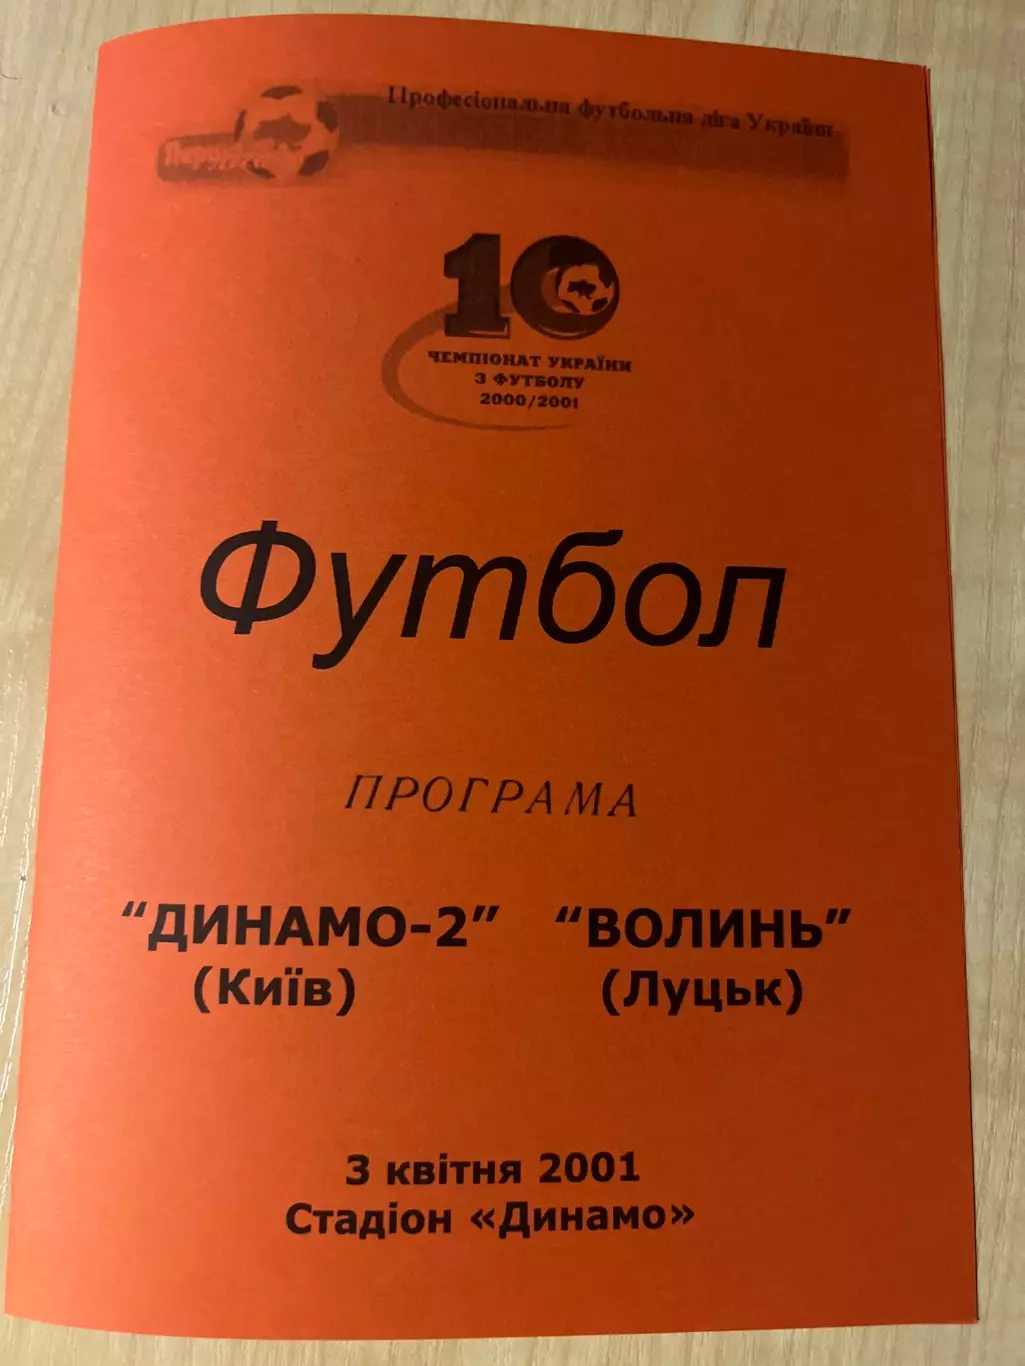 Професіональна футбольна ліга України
10
ЧЕМПІОНАТ УКРАЇНИ
З ФУТБОЛУ
2000/2001
Футбол
ПРОГРАМА
“ДИНАМО-2” “ВОЛИНЬ”
(Київ) (Луцьк)
3 квітня 2001
Стадіон «Динамо»